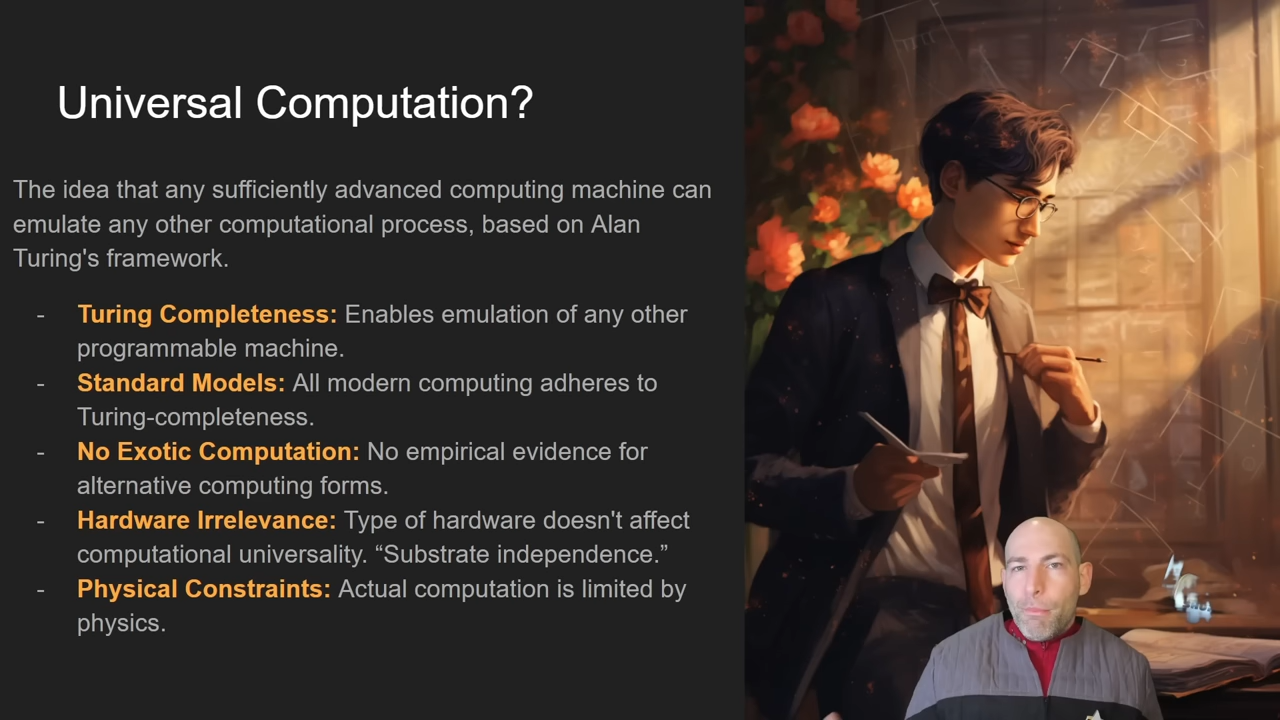 Universal Computation?
The idea that any sufficiently advanced computing machine can
emulate any other computational process, based on Alan
Turing's framework.
- Turing Completeness: Enables emulation of any other
programmable machine.
- Standard Models: All modern computing adheres to
Turing-completeness.
- No Exotic Computation: No empirical evidence for
alternative computing forms.
- Hardware Irrelevance: Type of hardware doesn't affect
computational universality. “Substrate independence.”
- Physical Constraints: Actual computation is limited by
physics.